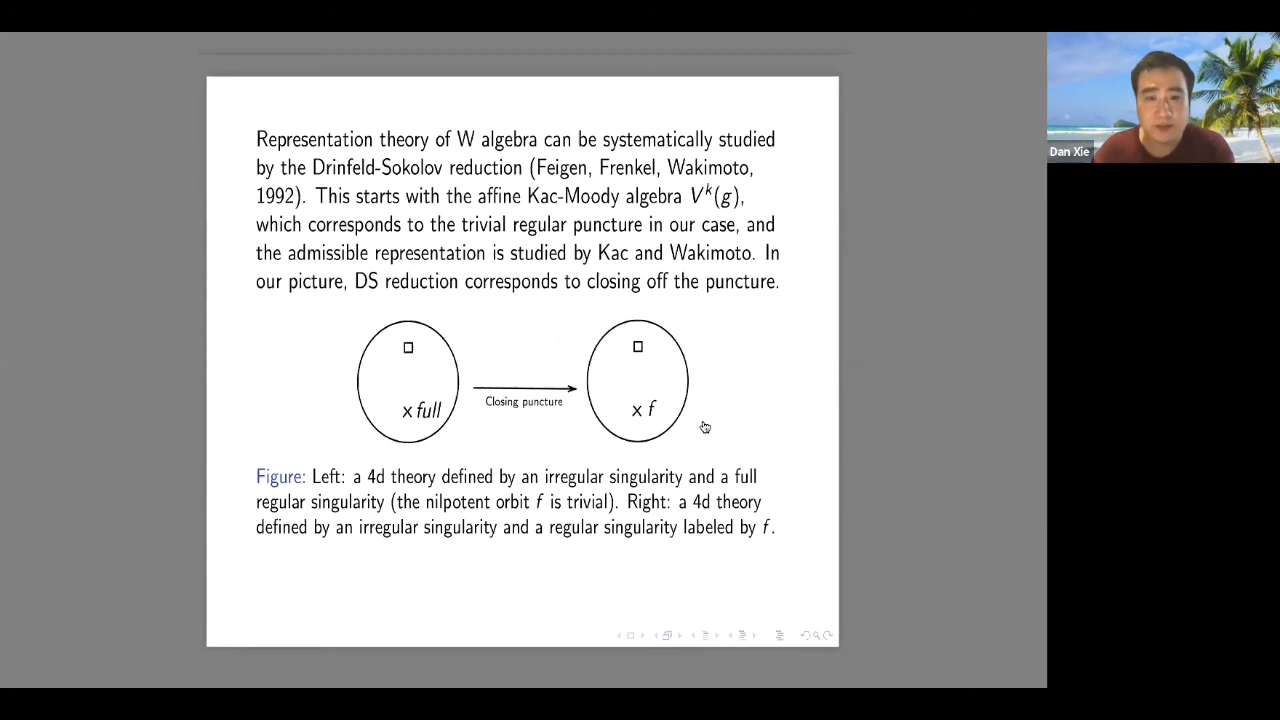 Representation theory of W algebra can be systematically studied
by the Drinfeld-Sokolov reduction (Feigen, Frenkel, Wakimoto,
1992). This starts with the affine Kac-Moody algebra V^k(g),
which corresponds to the trivial regular puncture in our case, and
the admissible representation is studied by Kac and Wakimoto. In
our picture, DS reduction corresponds to closing off the puncture.
x full
Closing puncture
x f
Figure: Left: a 4d theory defined by an irregular singularity and a full
regular singularity (the nilpotent orbit f is trivial). Right: a 4d theory
defined by an irregular singularity and a regular singularity labeled by f.
Dan Xie